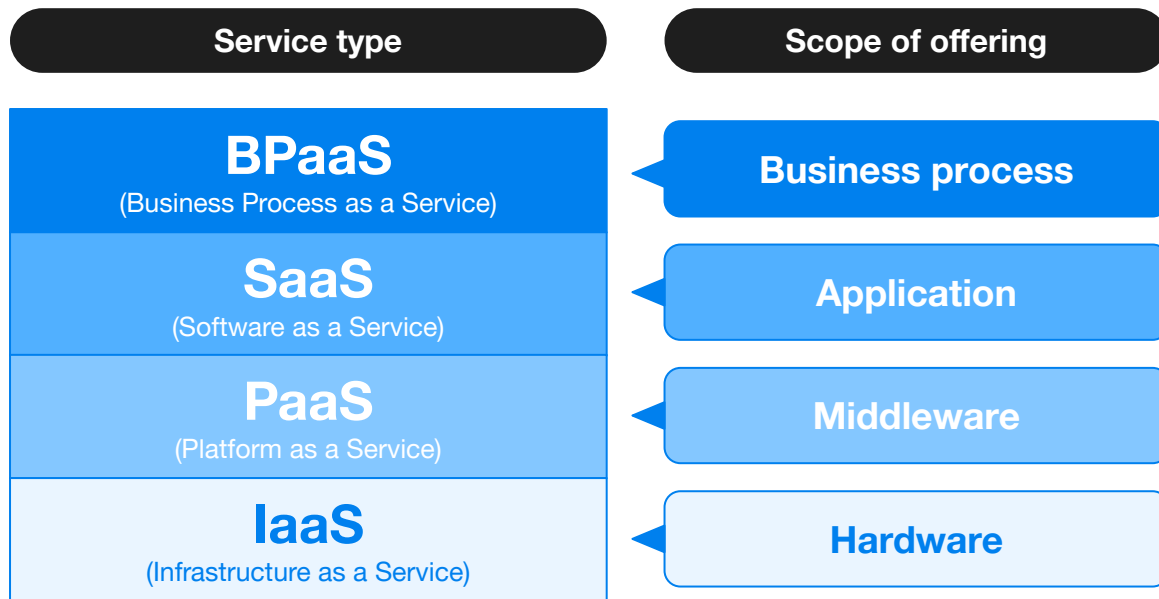 Service type
Scope of offering
BPaaS
(Business Process as a Service)
Business process
SaaS
(Software as a Service)
Application
PaaS
(Platform as a Service)
Middleware
IaaS
(Infrastructure as a Service)
Hardware